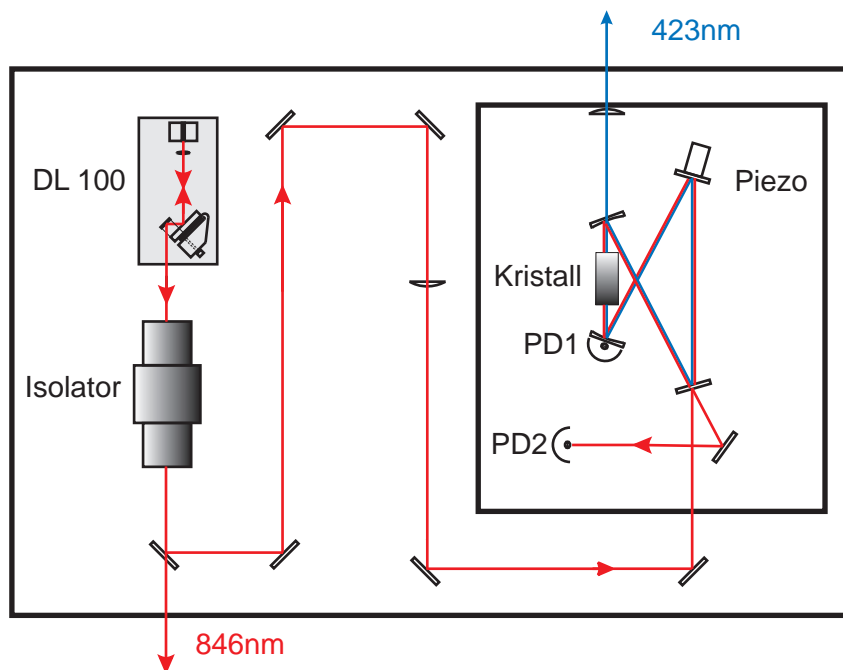 423nm
DL 100
Piezo
Kristall
PD1
Isolator
PD2
846nm